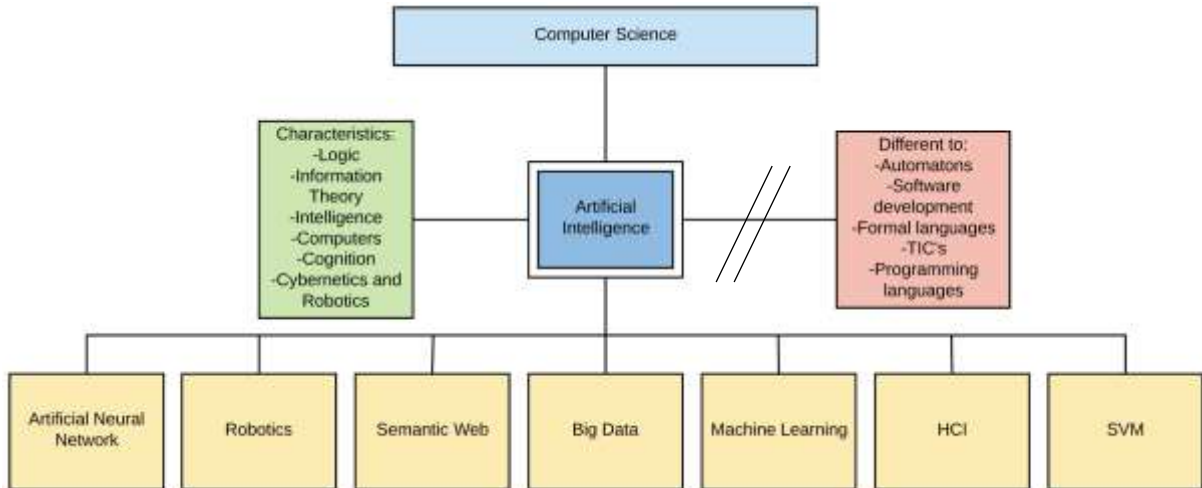 Computer Science
Characteristics:
-Logic
-Information
Theory
-Intelligence
-Computers
-Cognition
-Cybernetics and
Robotics
Artificial
Intelligence
Different to:
-Automatons
-Software
development
-Formal languages
-TIC's
-Programming
languages
Artificial Neural
Network
Robotics
Semantic Web
Big Data
Machine Learning
HCI
SVM